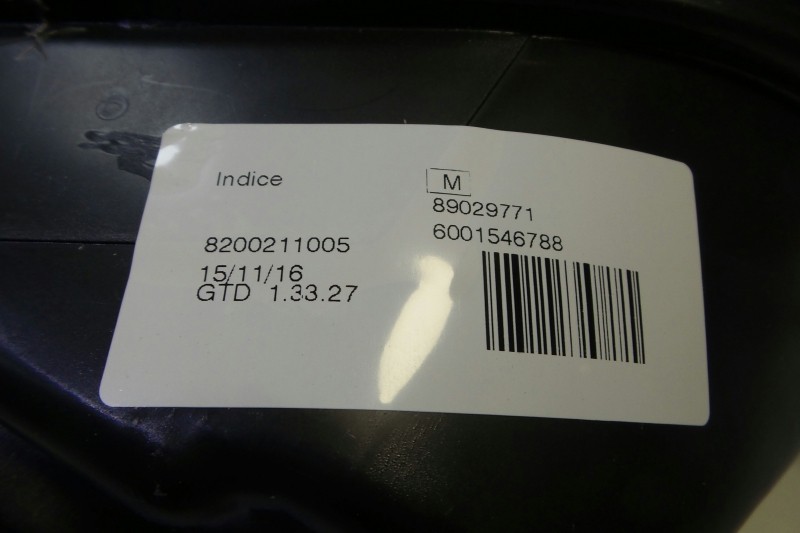 Indice M
89029771
6001546788
8200211005
15/11/16
GTD 1.33.27